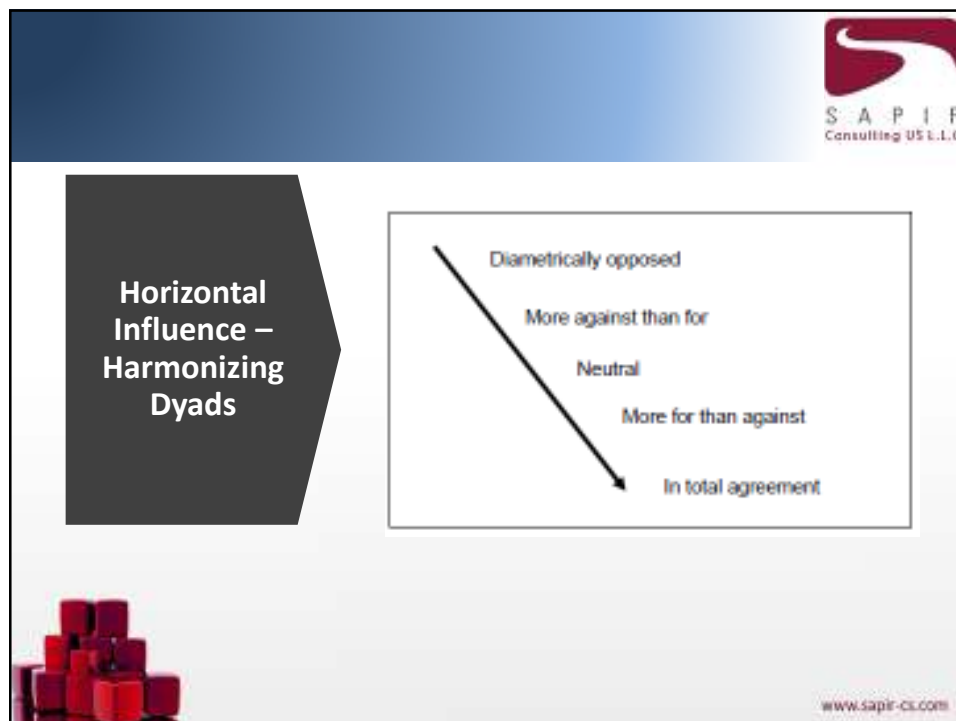 S A P I R
Consulting US L.L.C
Horizontal
Influence –
Harmonizing
Dyads
Diametrically opposed
More against than for
Neutral
More for than against
In total agreement
www.sapir-cs.com